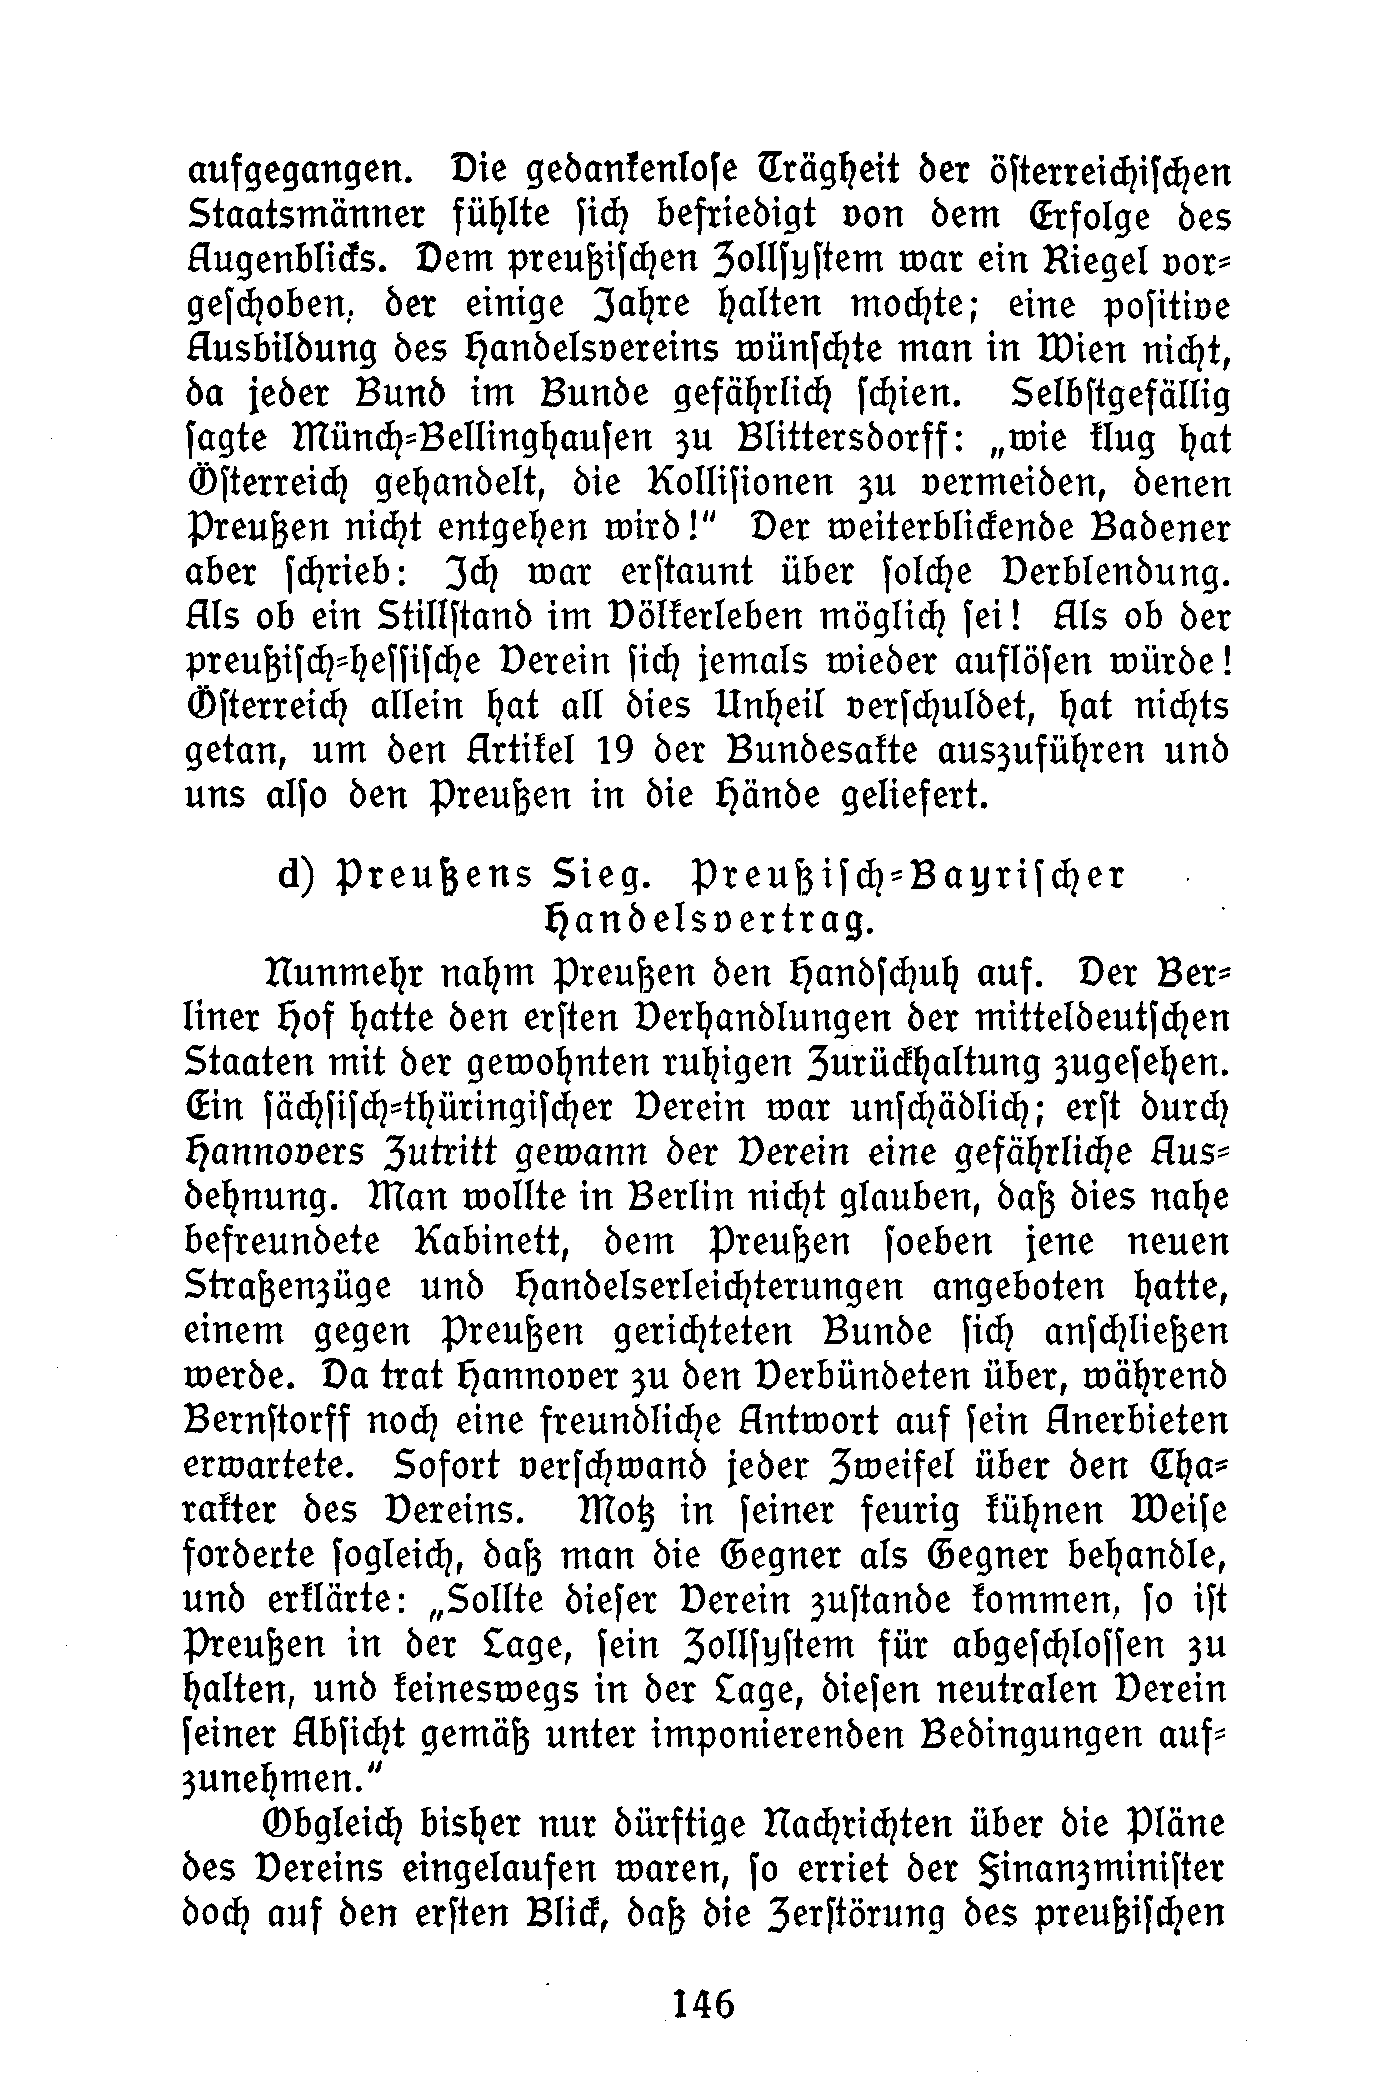 aufgegangen. Die gedankenloſe Trägheit der öſterreichiſchen
Staatsmänner fühlte ſich befriedigt von dem Erfolge des
Augenblicks. Dem preußiſchen Zollſyſtem war ein Riegel vor⸗
geſchoben, der einige Jahre halten mochte; eine poſitive
Ausbildung des Handelsvereins wünſchte man in Wien nicht,
da jeder Bund im Bunde gefährlich ſchien. Selbſtgefällig
ſagte Münch⸗Bellinghauſen zu Blittersdorff: „wie klug hat
Öſterreich gehandelt, die Kolliſionen zu vermeiden, denen
Preußen nicht entgehen wird!“ Der weiterblickende Badener
aber ſchrieb: Ich war erſtaunt über ſolche Verblendung.
Als ob ein Stillſtand im Völkerleben möglich ſei! Als ob der
preußiſch⸗heſſiſche Verein ſich jemals wieder auflöſen würde!
Öſterreich allein hat all dies Unheil verſchuldet, hat nichts
getan, um den Artikel 19 der Bundesakte auszuführen und
uns alſo den Preußen in die Hände geliefert.
d) Preußens Sieg. Preußiſch⸗Bayriſcher
Handelsvertrag.
Nunmehr nahm Preußen den Handſchuh auf. Der Ber⸗
liner Hof hatte den erſten Verhandlungen der mitteldeutſchen
Staaten mit der gewohnten ruhigen Zurückhaltung zugeſehen.
Ein ſächſiſch⸗thüringiſcher Verein war unſchädlich; erſt durch
Hannovers Zutritt gewann der Verein eine gefährliche Aus⸗
dehnung. Man wollte in Berlin nicht glauben, daß dies nahe
befreundete Kabinett, dem Preußen ſoeben jene neuen
Straßenzüge und Handelserleichterungen angeboten hatte,
einem gegen Preußen gerichteten Bunde ſich anſchließen
werde. Da trat Hannover zu den Verbündeten über, während
Bernſtorff noch eine freundliche Antwort auf ſein Anerbieten
erwartete. Sofort verſchwand jeder Zweifel über den Cha⸗
rakter des Vereins. Motz in ſeiner feurig kühnen Weiſe
forderte ſogleich, daß man die Gegner als Gegner behandle,
und erklärte: „Sollte dieſer Verein zuſtande kommen, ſo iſt
Preußen in der Lage, ſein Zollſyſtem für abgeſchloſſen zu
halten, und keineswegs in der Lage, dieſen neutralen Verein
ſeiner Abſicht gemäß unter imponierenden Bedingungen auf⸗
zunehmen.“
Obgleich bisher nur dürftige Nachrichten über die Pläne
des Vereins eingelaufen waren, ſo erriet der Finanzminiſter
doch auf den erſten Blick, daß die Zerſtörung des preußiſchen
146